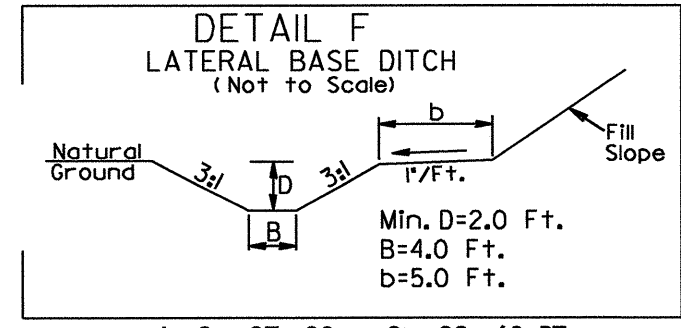 DETAIL F
LATERAL BASE DITCH
(Not to Scale)
b
Natural
Ground
3:1
D
3:1
1"/Ft.
Fill
Slope
B
Min. D=2.0 Ft.
B=4.0 Ft.
b=5.0 Ft.